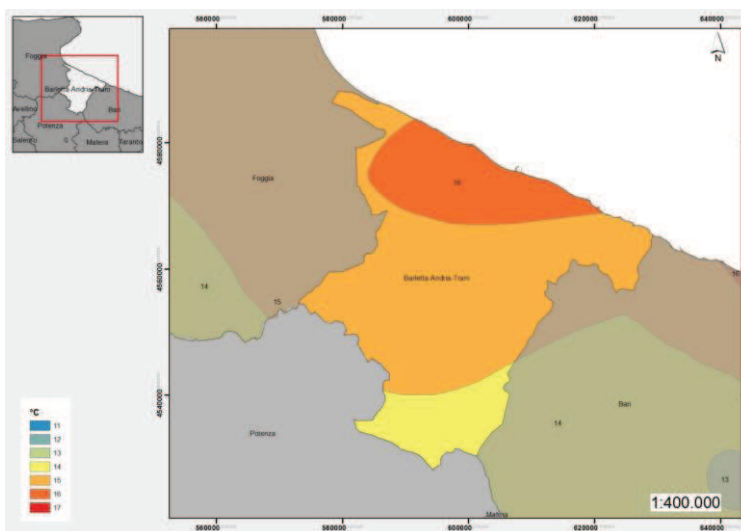 560000
580000
600000
620000
640000
N
Foggia
Barletta-Andria-Trani
Avellino
Bari
Potenza
Salerno
Matera
Taranto
4580000
4560000
4540000
Foggia
16
Barletta-Andria-Trani
14
15
16
Potenza
14
Bari
13
Matina
°C
11
12
13
14
15
16
17
1:400.000
560000
580000
600000
620000
640000